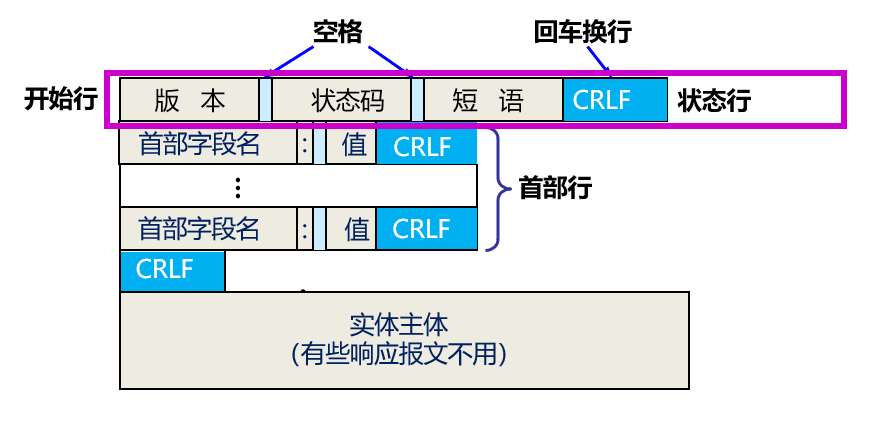 空格 回车换行
开始行 版 本 状态码 短 语 CRLF 状态行
首部字段名 : 值 CRLF
⋮ 首部行
首部字段名 : 值 CRLF
CRLF
实体主体
(有些响应报文不用)